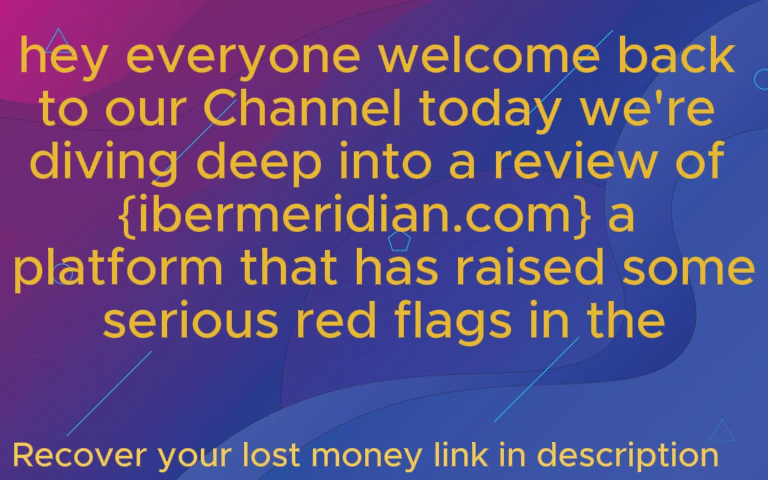 hey everyone welcome back
to our Channel today we're
diving deep into a review of
{ibermeridian.com} a
platform that has raised some
serious red flags in the
Recover your lost money link in description